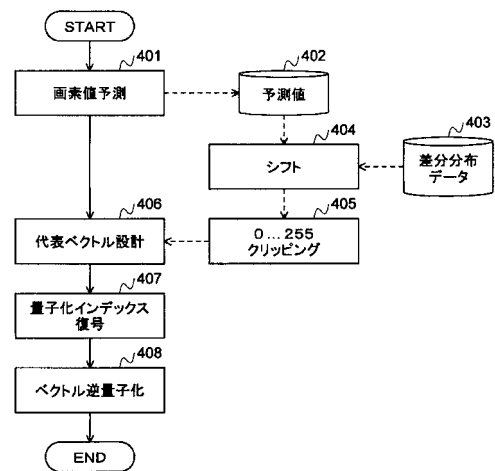 START
401
画素値予測
402
予測値
403
差分分布
データ
404
シフト
405
0...255
クリッピング
406
代表ベクトル設計
407
量子化インデックス
復号
408
ベクトル逆量子化
END